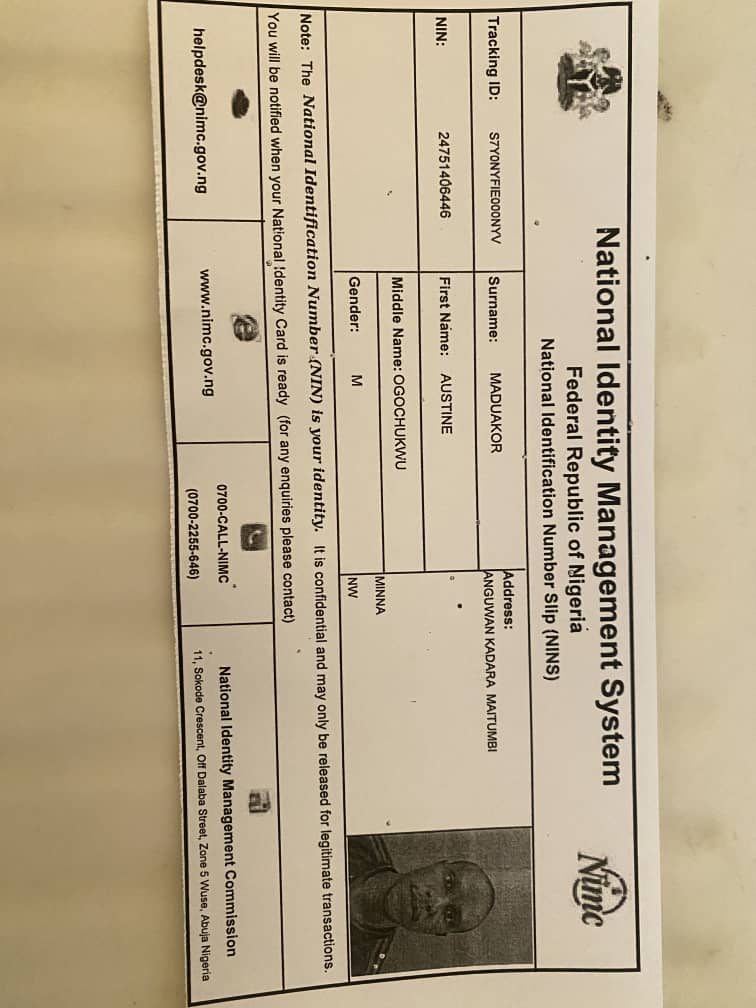 National Identity Management System
Federal Republic of Nigeria
National Identification Number Slip (NINS)
Nimc
Tracking ID: S7Y0NYFIE000NYV
Surname: MADUAKOR
Address:
ANGUWAN KADARA MAITUMBI
NIN: 24751406446
First Name: AUSTINE
Middle Name: OGOCHUKWU
MINNA
Gender: M
NW
Note: The National Identification Number (NIN) is your identity. It is confidential and may only be released for legitimate transactions.
You will be notified when your National Identity Card is ready (for any enquiries please contact)
helpdesk@nimc.gov.ng
www.nimc.gov.ng
0700-CALL-NIMC
(0700-2255-646)
National Identity Management Commission
11, Sokode Crescent, Off Dalaba Street, Zone 5 Wuse, Abuja Nigeria